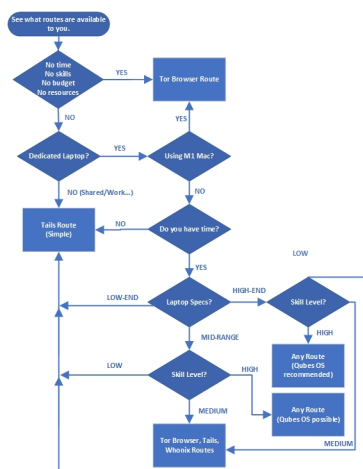 See what routes are available
to you.
No time
No skills
No budget
No resources
YES
Tor Browser Route
NO
YES
Dedicated Laptop?
YES
Using M1 Mac?
NO (Shared/Work...)
NO
Tails Route
(Simple)
NO
Do you have time?
YES
LOW
LOW-END
Laptop Specs?
HIGH-END
Skill Level?
MID-RANGE
HIGH
LOW
Skill Level?
HIGH
Any Route
(Qubes OS
recommended)
MEDIUM
Any Route
(Qubes OS possible)
Tor Browser, Tails,
Whonix Routes
MEDIUM